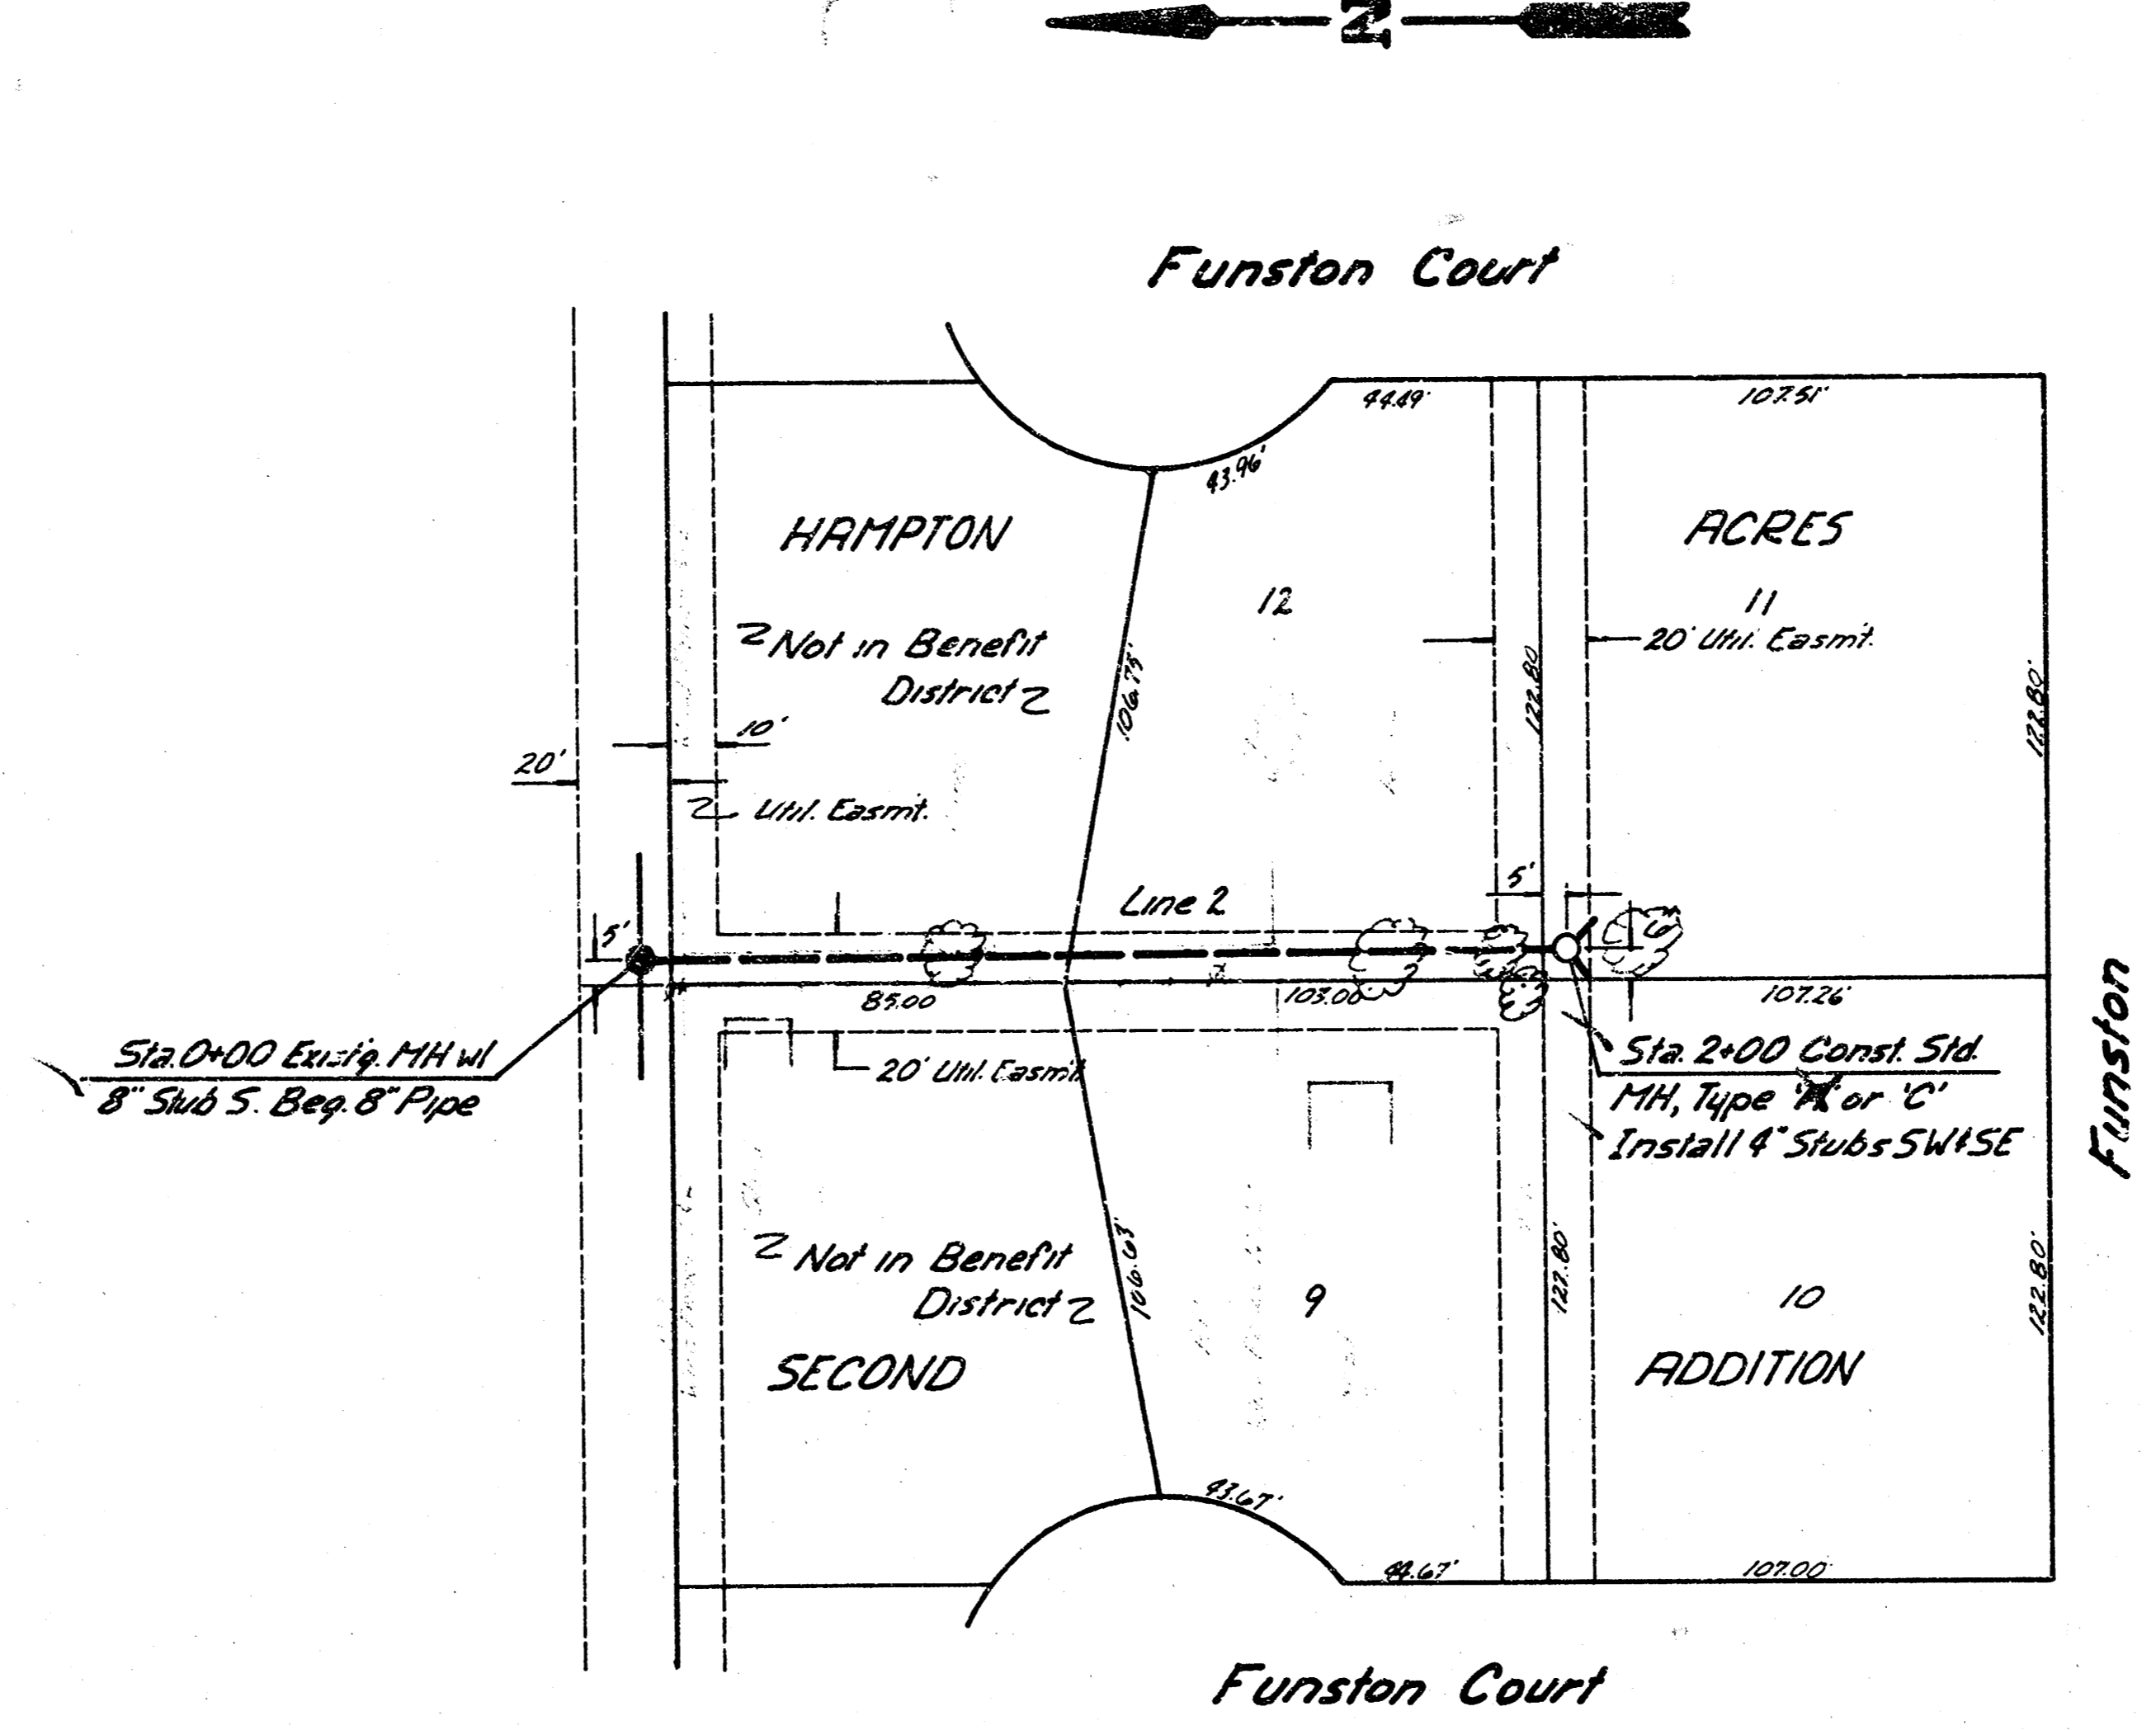 N
Funston Court
44.49'
107.51'
43.96'
HAMPTON
ACRES
12
11
Not in Benefit
District
20' Util. Easm't.
106.75'
122.80
122.80'
10'
20'
Util. Easm't.
5'
Line 2
5'
85.00
103.00
107.26'
Funston
Sta. 0+00 Existg. MH w/
8" Stub S. Beg. 8" Pipe
20' Util. Easm't
Sta. 2+00 Const. Std.
MH, Type or 'C'
Install 4" Stubs SW & SE
Not in Benefit
District
106.63'
9
122.80'
10
122.80'
SECOND
ADDITION
43.67'
44.67'
107.00'
Funston Court